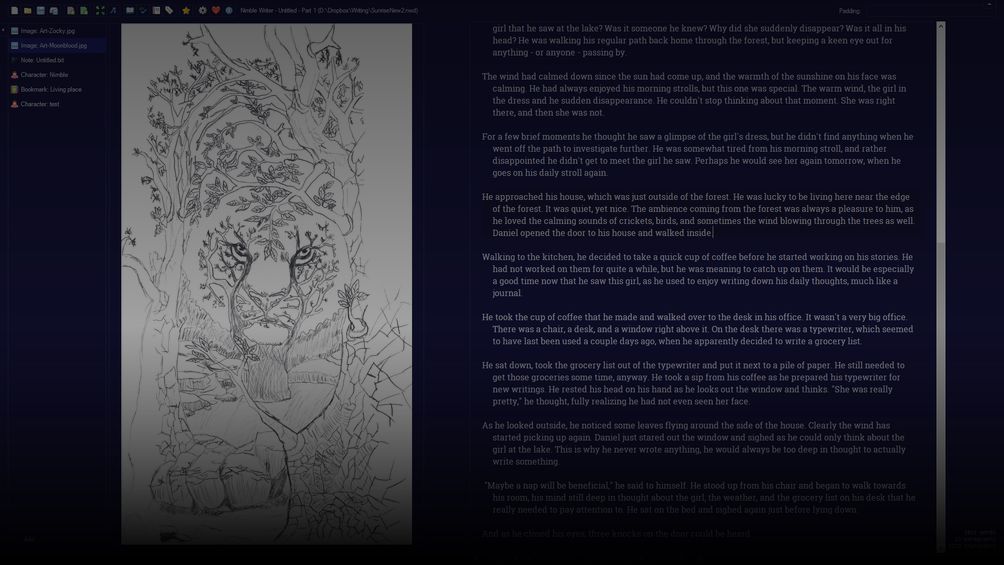 Nimble Writer - Untitled - Part 1 (D:\Dropbox\Writing\SunriseNew2.nwd)
Padding:
Image: Art-Zocky.jpg
Image: Art-Moonblood.jpg
Note: Untitled.txt
Character: Nimble
Bookmark: Living place
Character: test
girl that he saw at the lake? Was it someone he knew? Why did she suddenly disappear? Was it all in his
head? He was walking his regular path back home through the forest, but keeping a keen eye out for
anything - or anyone - passing by.
The wind had calmed down since the sun had come up, and the warmth of the sunshine on his face was
calming. He had always enjoyed his morning strolls, but this one was special. The warm wind, the girl in
the dress and he sudden disappearance. He couldn't stop thinking about that moment. She was right
there, and then she was not.
For a few brief moments he thought he saw a glimpse of the girl's dress, but he didn't find anything when he
went off the path to investigate further. He was somewhat tired from his morning stroll, and rather
disappointed he didn't get to meet the girl he saw. Perhaps he would see her again tomorrow, when he
goes on his daily stroll again.
He approached his house, which was just outside of the forest. He was lucky to be living here near the edge
of the forest. It was quiet, yet nice. The ambience coming from the forest was always a pleasure to him, as
he loved the calming sounds of crickets, birds, and sometimes the wind blowing through the trees as well.
Daniel opened the door to his house and walked inside.
Walking to the kitchen, he decided to take a quick cup of coffee before he started working on his stories. He
had not worked on them for quite a while, but he was meaning to catch up on them. It would be especially
a good time now that he saw this girl, as he used to enjoy writing down his daily thoughts, much like a
journal.
He took the cup of coffee that he made and walked over to the desk in his office. It wasn't a very big office.
There was a chair, a desk, and a window right above it. On the desk there was a typewriter, which seemed
to have last been used a couple days ago, when he apparently decided to write a grocery list.
He sat down, took the grocery list out of the typewriter and put it next to a pile of paper. He still needed to
get those groceries some time, anyway. He took a sip from his coffee as he prepared his typewriter for
new writings. He rested his head on his hand as he looks out the window and thinks. "She was really
pretty," he thought, fully realizing he had not even seen her face.
As he looked outside, he noticed some leaves flying around the side of the house. Clearly the wind has
started picking up again. Daniel just stared out the window and sighed as he could only think about the
girl at the lake. This is why he never wrote anything, he would always be too deep in thought to actually
write something.
"Maybe a nap will be beneficial," he said to himself. He stood up from his chair and began to walk towards
his room, his mind still deep in thought about the girl, the weather, and the grocery list on his desk that he
really needed to pay attention to. He sat on the bed and sighed again just before lying down.
And as he closed his eyes, three knocks on the door could be heard.